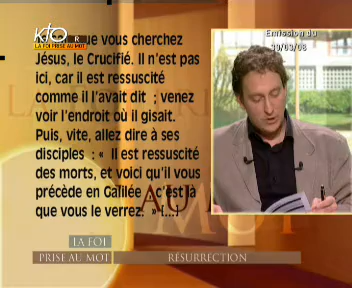 KTO
LA FOI PRISE AU MOT
Émission du
30/03/08
que vous cherchez
Jésus, le Crucifié. Il n'est pas
ici, car il est ressuscité
comme il l'avait dit ; venez
voir l'endroit où il gisait.
Puis, vite, allez dire à ses
disciples : « Il est ressuscité
des morts, et voici qu'il vous
précède en Galilée ; c'est là
que vous le verrez. » [...]
LA FOI
PRISE AU MOT
RÉSURRECTION